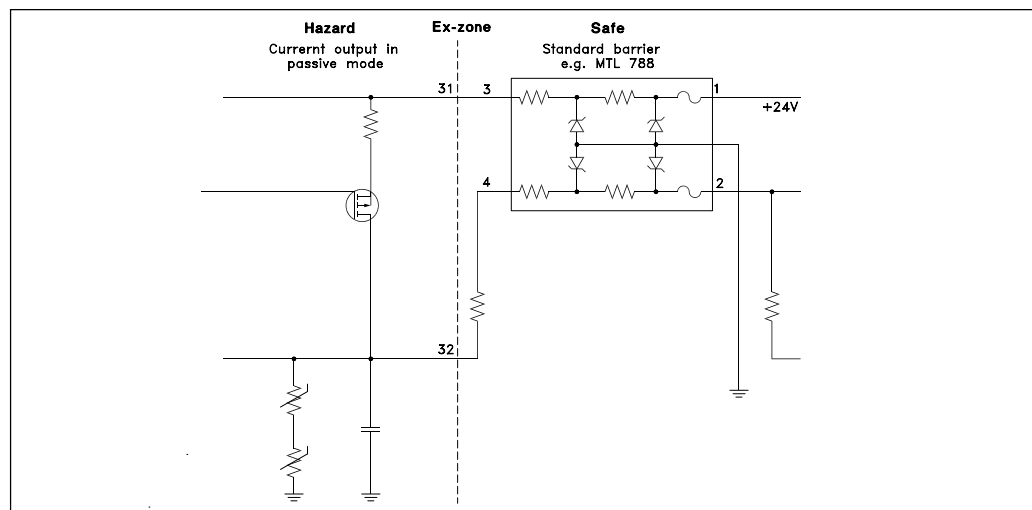 Hazard
Currernt output in
passive mode
Ex-zone
Safe
Standard barrier
e.g. MTL 788
31
3
1
+24V
4
2
32